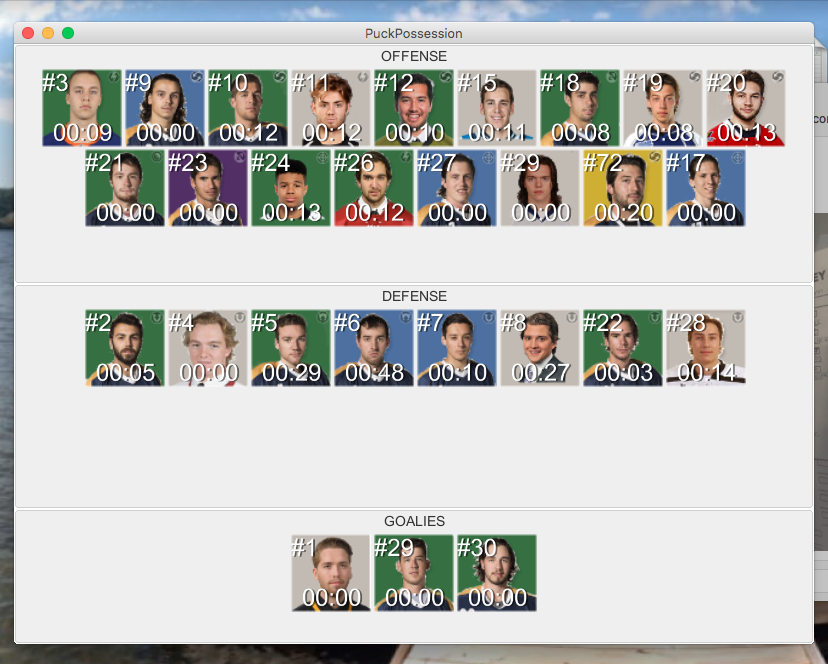 PuckPossession
OFFENSE
#3 #9 #10 #11 #12 #15 #18 #19 #20
00:09 00:00 00:12 00:12 00:10 00:11 00:08 00:08 00:13
#21 #23 #24 #26 #27 #29 #72 #17
00:00 00:00 00:13 00:12 00:00 00:00 00:20 00:00
DEFENSE
#2 #4 #5 #6 #7 #8 #22 #28
00:05 00:00 00:29 00:48 00:10 00:27 00:03 00:14
GOALIES
#1 #29 #30
00:00 00:00 00:00